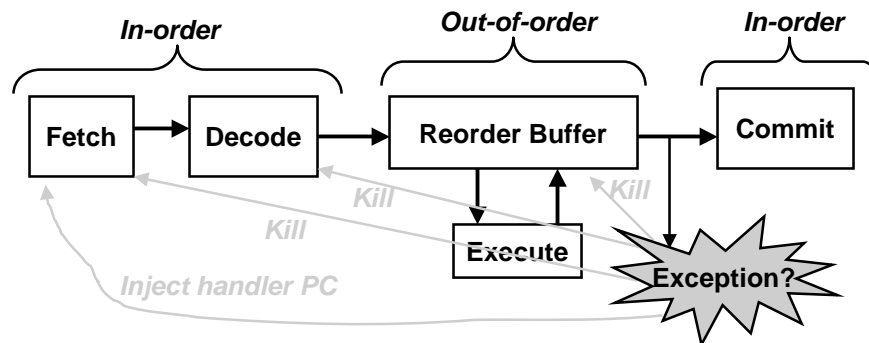 In-order
Out-of-order
In-order
Fetch
Decode
Reorder Buffer
Commit
Kill
Kill
Kill
Execute
Exception?
Inject handler PC